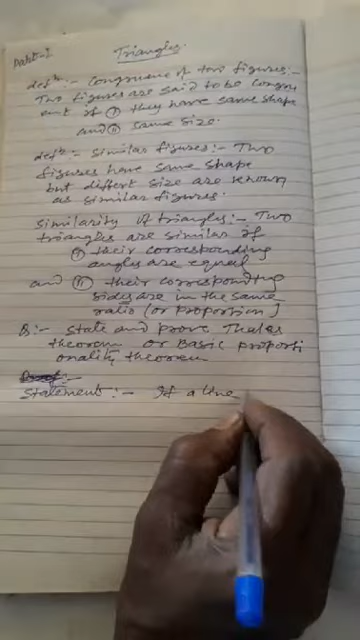 Part-I
Triangles.
defn:- Congruence of two figures:-
Two figures are said to be congru
ent if (i) they have same shape
and (ii) same size.
defn:- Similar figures:- Two
figures have same shape
but differt size are known
as similar figures.
Similarity of triangles:- Two
triangles are similar if
(i) their corresponding
angles are equal
and (ii) their corresponding
sides are in the same
ratio [or proportion]
Q:- State and prove Thales
theorem or Basic proporti
onality theorem
Statement:- If a line